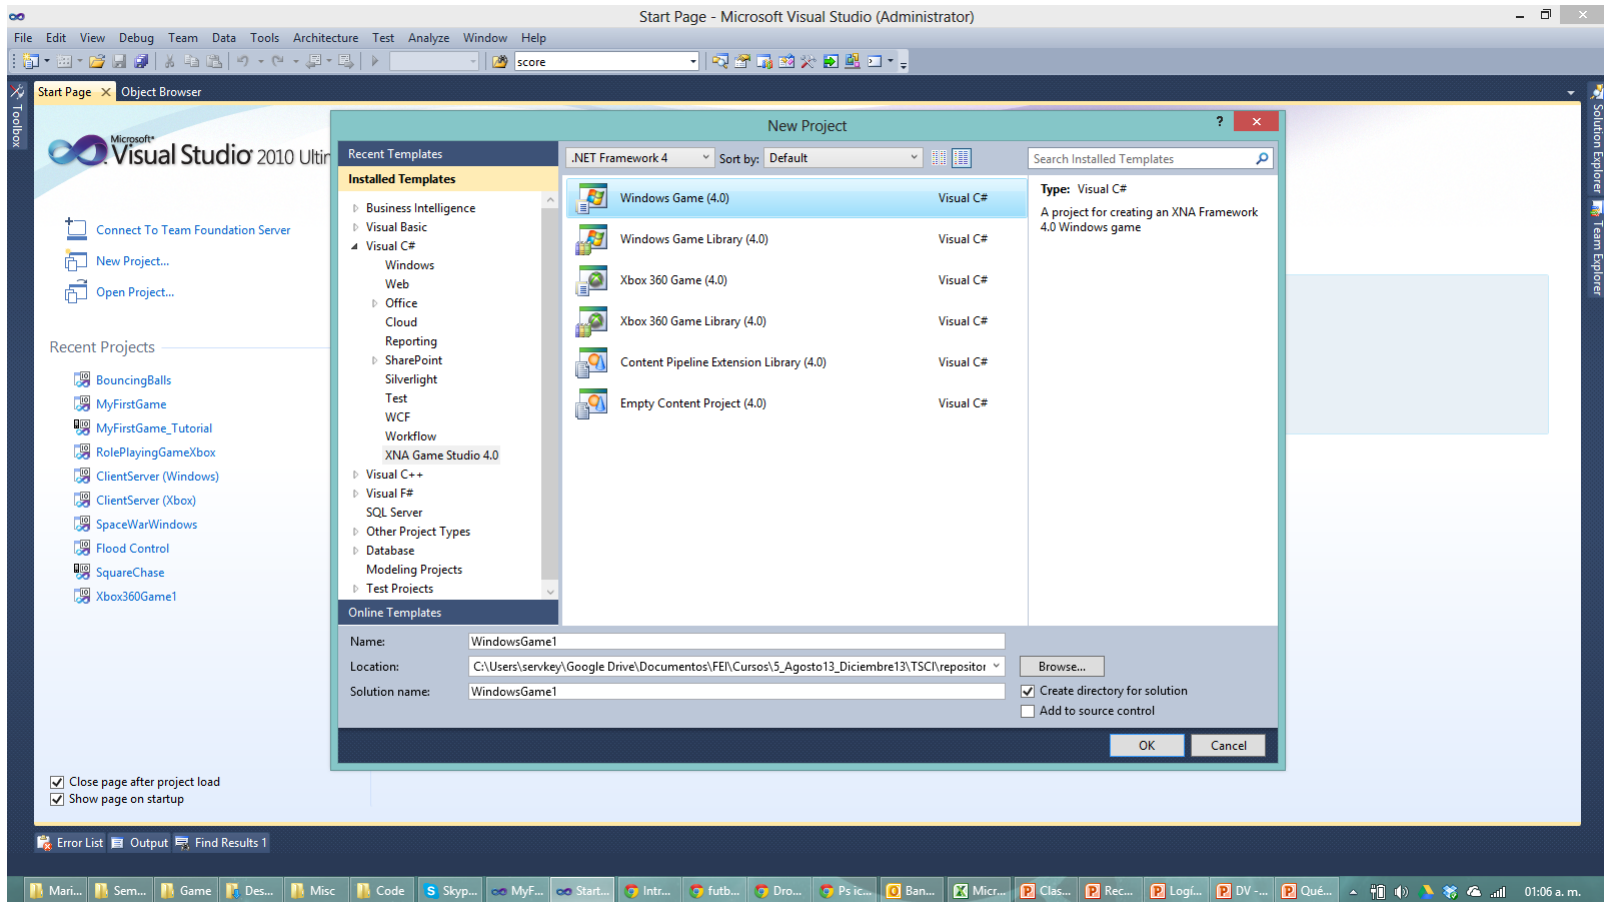 Start Page - Microsoft Visual Studio (Administrator)
File Edit View Debug Team Data Tools Architecture Test Analyze Window Help
score
Start Page Object Browser
Toolbox
Solution Explorer
Team Explorer
Microsoft
Visual Studio 2010 Ultir
Connect To Team Foundation Server
New Project...
Open Project...
Recent Projects
BouncingBalls
MyFirstGame
MyFirstGame_Tutorial
RolePlayingGameXbox
ClientServer (Windows)
ClientServer (Xbox)
SpaceWarWindows
Flood Control
SquareChase
Xbox360Game1
Close page after project load
Show page on startup
New Project
?
Recent Templates
Installed Templates
Business Intelligence
Visual Basic
Visual C#
Windows
Web
Office
Cloud
Reporting
SharePoint
Silverlight
Test
WCF
Workflow
XNA Game Studio 4.0
Visual C++
Visual F#
SQL Server
Other Project Types
Database
Modeling Projects
Test Projects
Online Templates
.NET Framework 4 Sort by: Default
Search Installed Templates
Windows Game (4.0) Visual C#
Windows Game Library (4.0) Visual C#
Xbox 360 Game (4.0) Visual C#
Xbox 360 Game Library (4.0) Visual C#
Content Pipeline Extension Library (4.0) Visual C#
Empty Content Project (4.0) Visual C#
Type: Visual C#
A project for creating an XNA Framework
4.0 Windows game
Name: WindowsGame1
Location: C:\Users\servkey\Google Drive\Documentos\FEI\Cursos\5_Agosto13_Diciembre13\TSCI\repositor
Browse...
Solution name: WindowsGame1
Create directory for solution
Add to source control
OK Cancel
Error List Output Find Results 1
Mari... Sem... Game Des... Misc Code Skyp... MyF... Start... Intr... futb... Dro... Ps ic... Ban... Micr... Clas... Rec... Logí... DV -... Qué... 01:06 a. m.